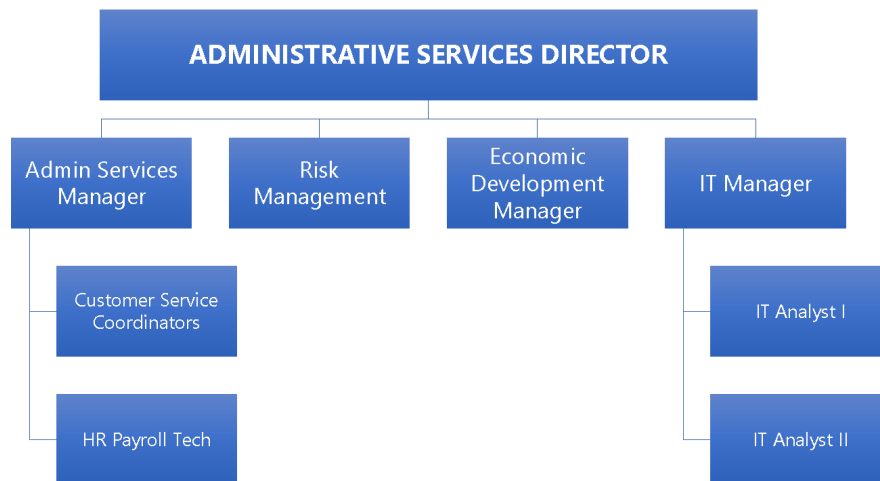 ADMINISTRATIVE SERVICES DIRECTOR
Admin Services
Manager
Risk
Management
Economic
Development
Manager
IT Manager
Customer Service
Coordinators
IT Analyst I
HR Payroll Tech
IT Analyst II